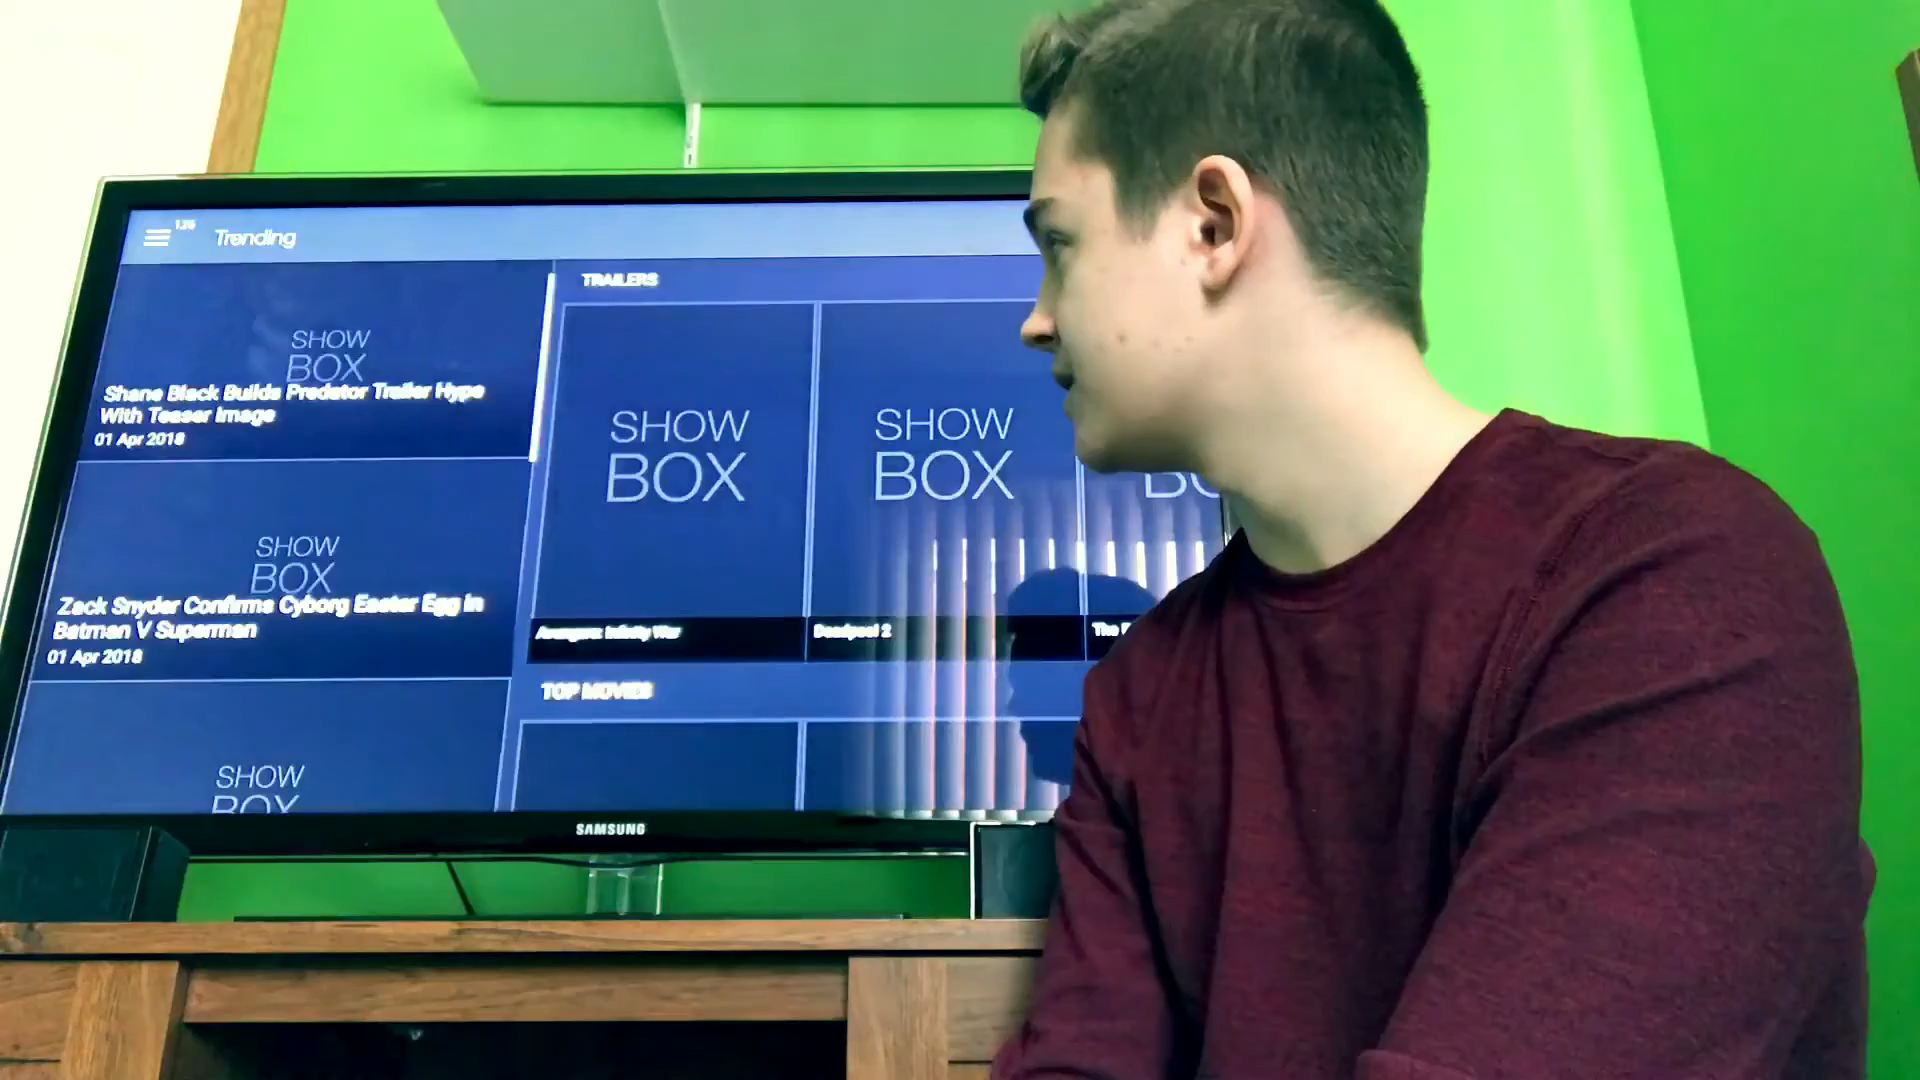 Trending
SHOW
BOX
Shane Black Builds Predator Trailer Hype
With Teaser Image
01 Apr 2018
SHOW
BOX
Zack Snyder Confirms Cyborg Easter Egg in
Batman V Superman
01 Apr 2018
SHOW
BOX
TRAILERS
SHOW
BOX
Avengers: Infinity War
SHOW
BOX
Deadpool 2
The
TOP MOVIES
SAMSUNG